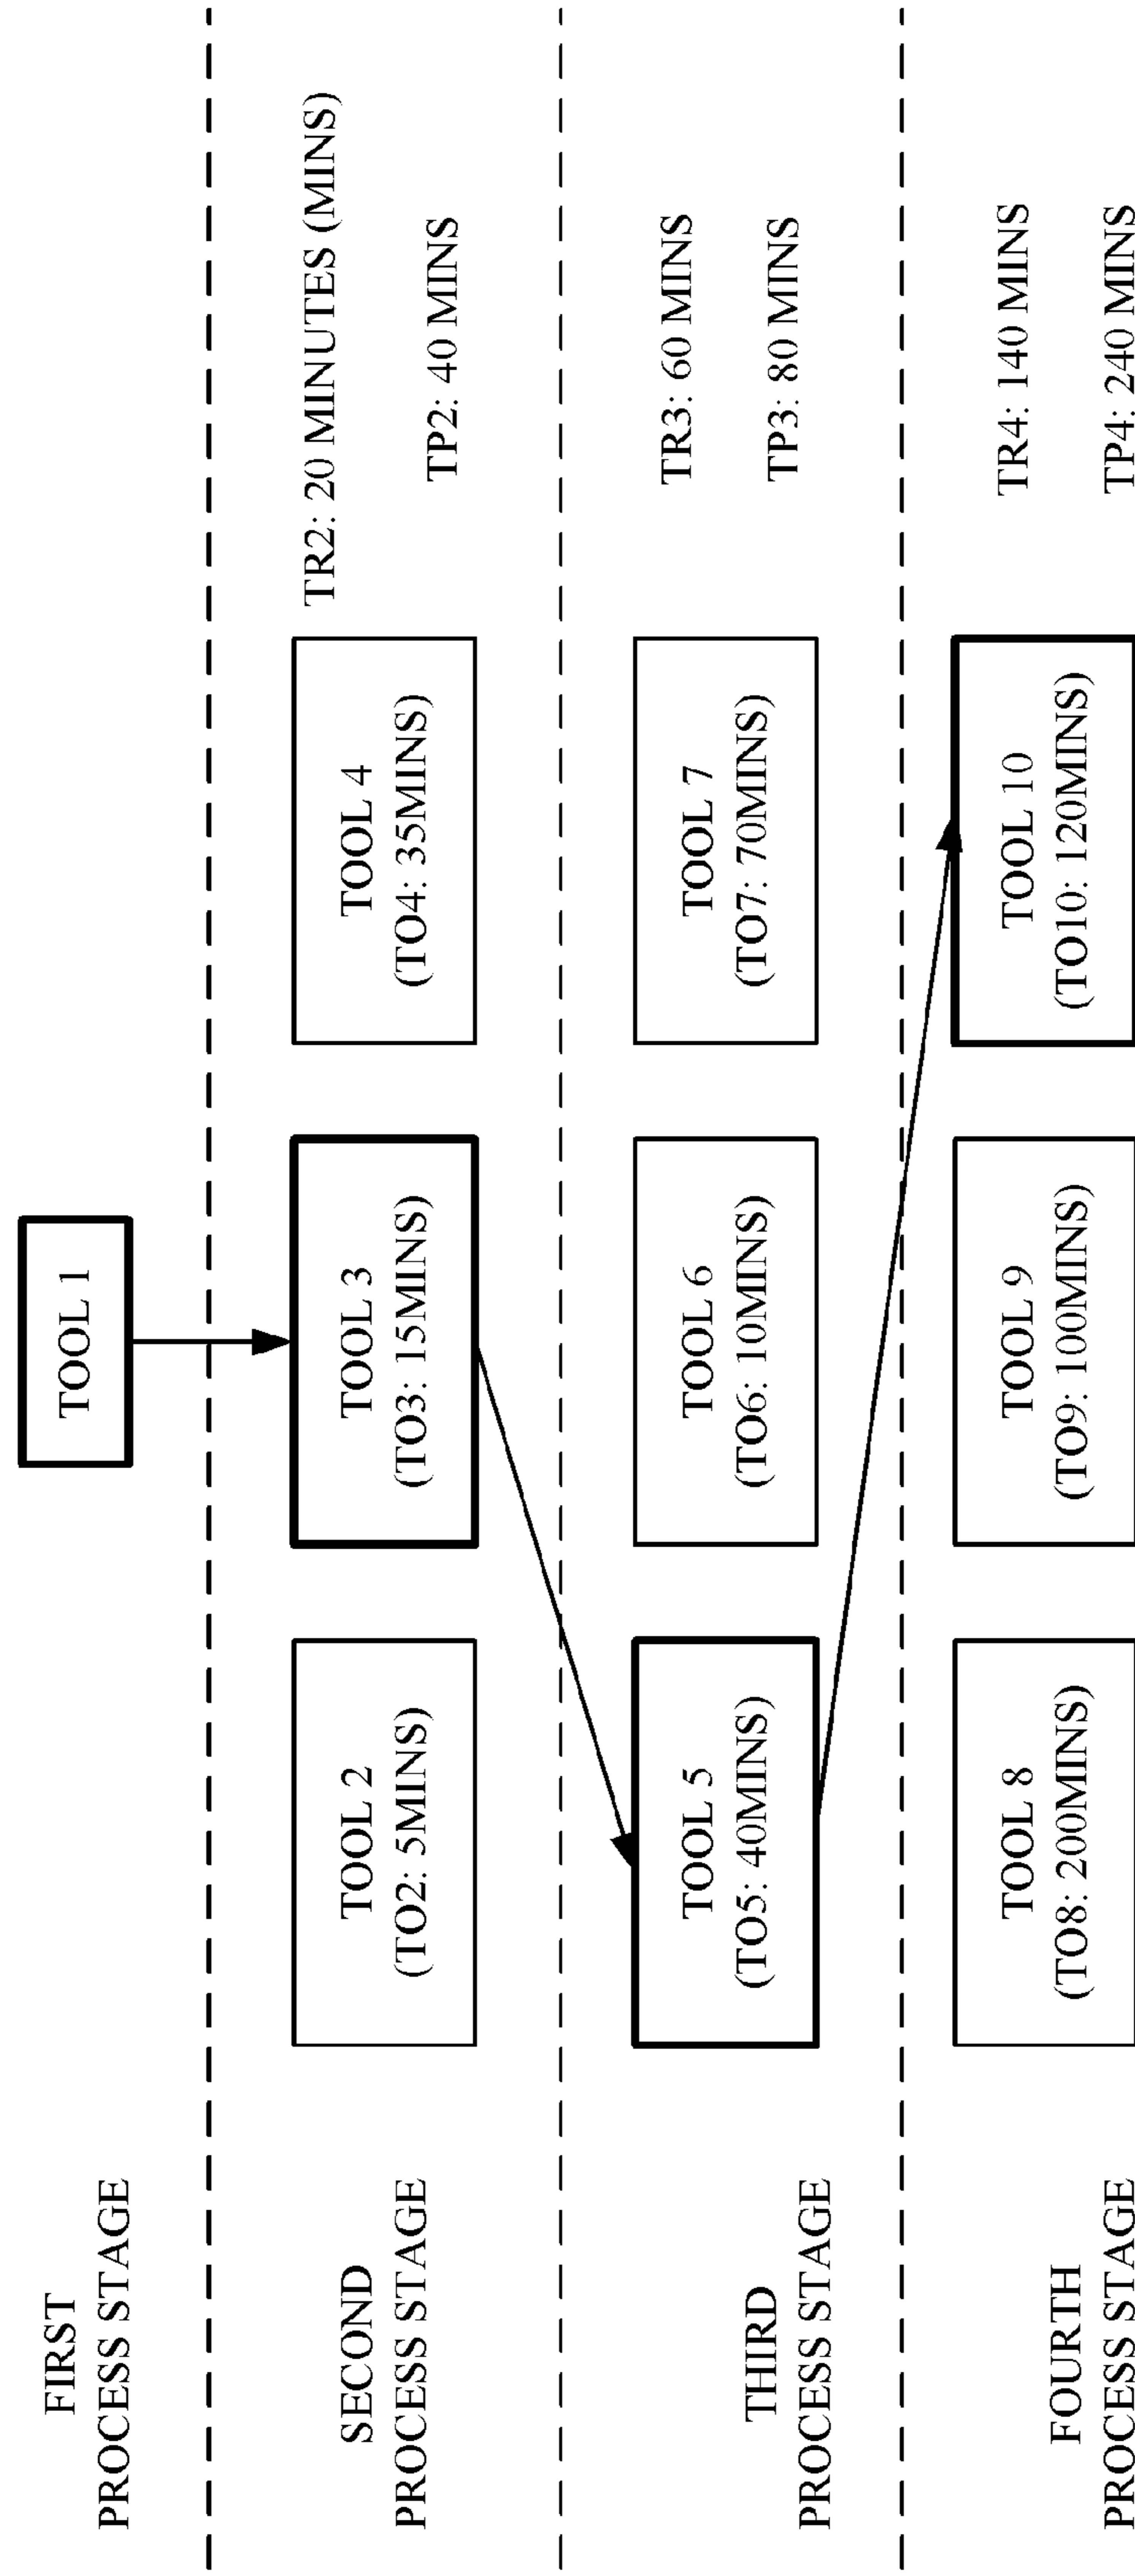 FIRST
PROCESS STAGE
TOOL 1
SECOND
PROCESS STAGE
TOOL 2
(TO2: 5MINS)
TOOL 3
(TO3: 15MINS)
TOOL 4
(TO4: 35MINS)
TR2: 20 MINUTES (MINS)
TP2: 40 MINS
THIRD
PROCESS STAGE
TOOL 5
(TO5: 40MINS)
TOOL 6
(TO6: 10MINS)
TOOL 7
(TO7: 70MINS)
TR3: 60 MINS
TP3: 80 MINS
FOURTH
PROCESS STAGE
TOOL 8
(TO8: 200MINS)
TOOL 9
(TO9: 100MINS)
TOOL 10
(TO10: 120MINS)
TR4: 140 MINS
TP4: 240 MINS